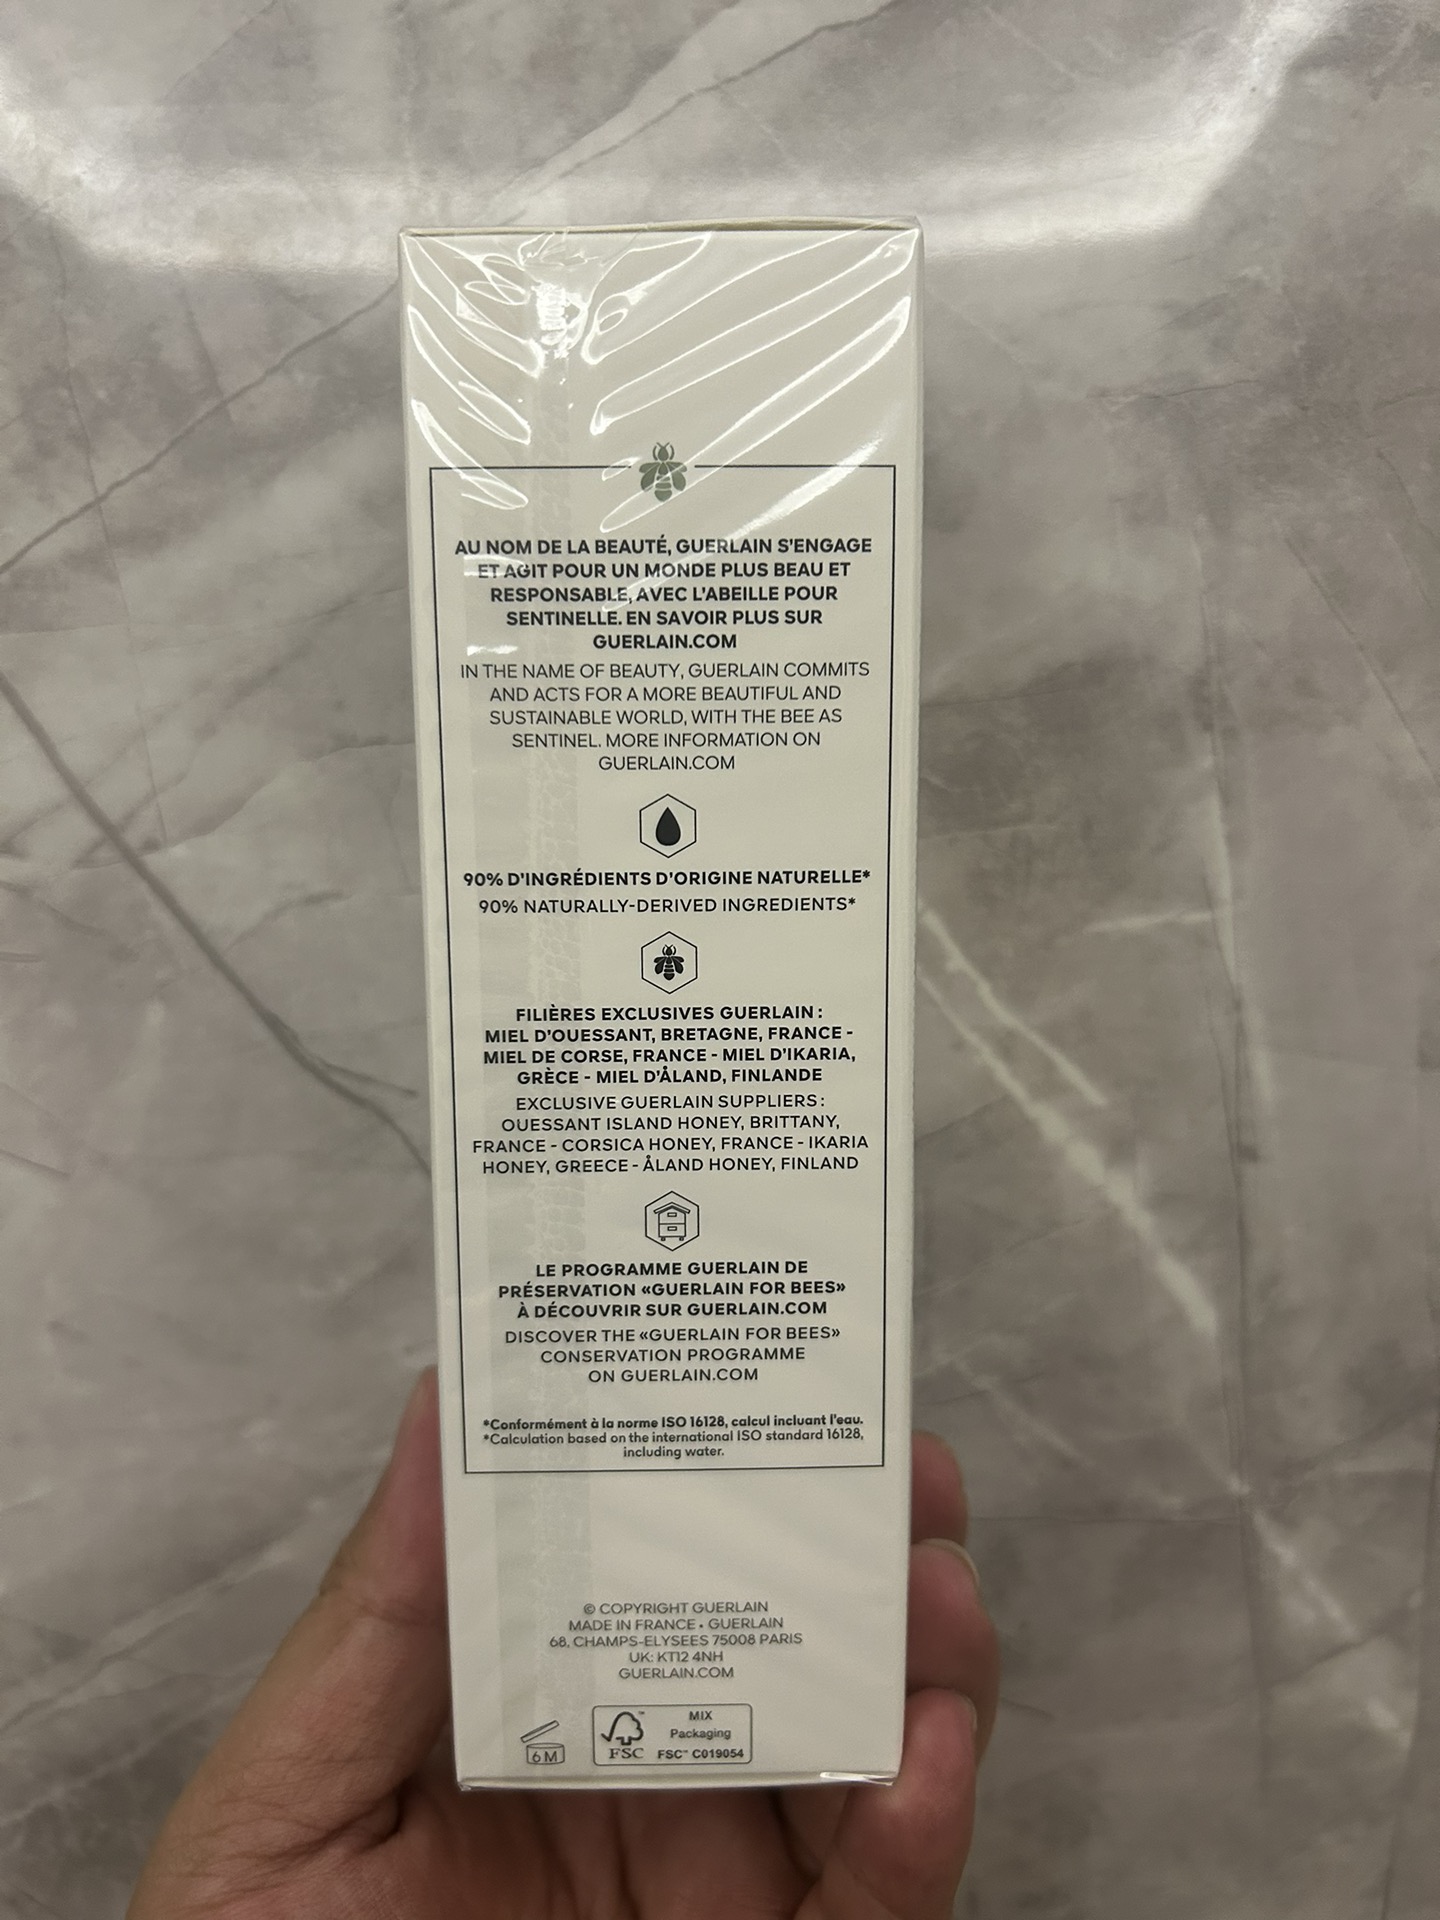 AU NOM DE LA BEAUTÉ, GUERLAIN S'ENGAGE
ET AGIT POUR UN MONDE PLUS BEAU ET
RESPONSABLE, AVEC L'ABEILLE POUR
SENTINELLE. EN SAVOIR PLUS SUR
GUERLAIN.COM
IN THE NAME OF BEAUTY, GUERLAIN COMMITS
AND ACTS FOR A MORE BEAUTIFUL AND
SUSTAINABLE WORLD, WITH THE BEE AS
SENTINEL. MORE INFORMATION ON
GUERLAIN.COM
90% D'INGRÉDIENTS D'ORIGINE NATURELLE*
90% NATURALLY-DERIVED INGREDIENTS*
FILIÈRES EXCLUSIVES GUERLAIN :
MIEL D'OUESSANT, BRETAGNE, FRANCE -
MIEL DE CORSE, FRANCE - MIEL D'IKARIA,
GRÈCE - MIEL D'ÅLAND, FINLANDE
EXCLUSIVE GUERLAIN SUPPLIERS :
OUESSANT ISLAND HONEY, BRITTANY,
FRANCE - CORSICA HONEY, FRANCE - IKARIA
HONEY, GREECE - ÅLAND HONEY, FINLAND
LE PROGRAMME GUERLAIN DE
PRÉSERVATION «GUERLAIN FOR BEES»
À DÉCOUVRIR SUR GUERLAIN.COM
DISCOVER THE «GUERLAIN FOR BEES»
CONSERVATION PROGRAMME
ON GUERLAIN.COM
*Conformément à la norme ISO 16128, calcul incluant l'eau.
*Calculation based on the international ISO standard 16128,
including water.
© COPYRIGHT GUERLAIN
MADE IN FRANCE • GUERLAIN
68, CHAMPS-ELYSEES 75008 PARIS
UK: KT12 4NH
GUERLAIN.COM
6 M
FSC™
MIX
Packaging
FSC™ C019054